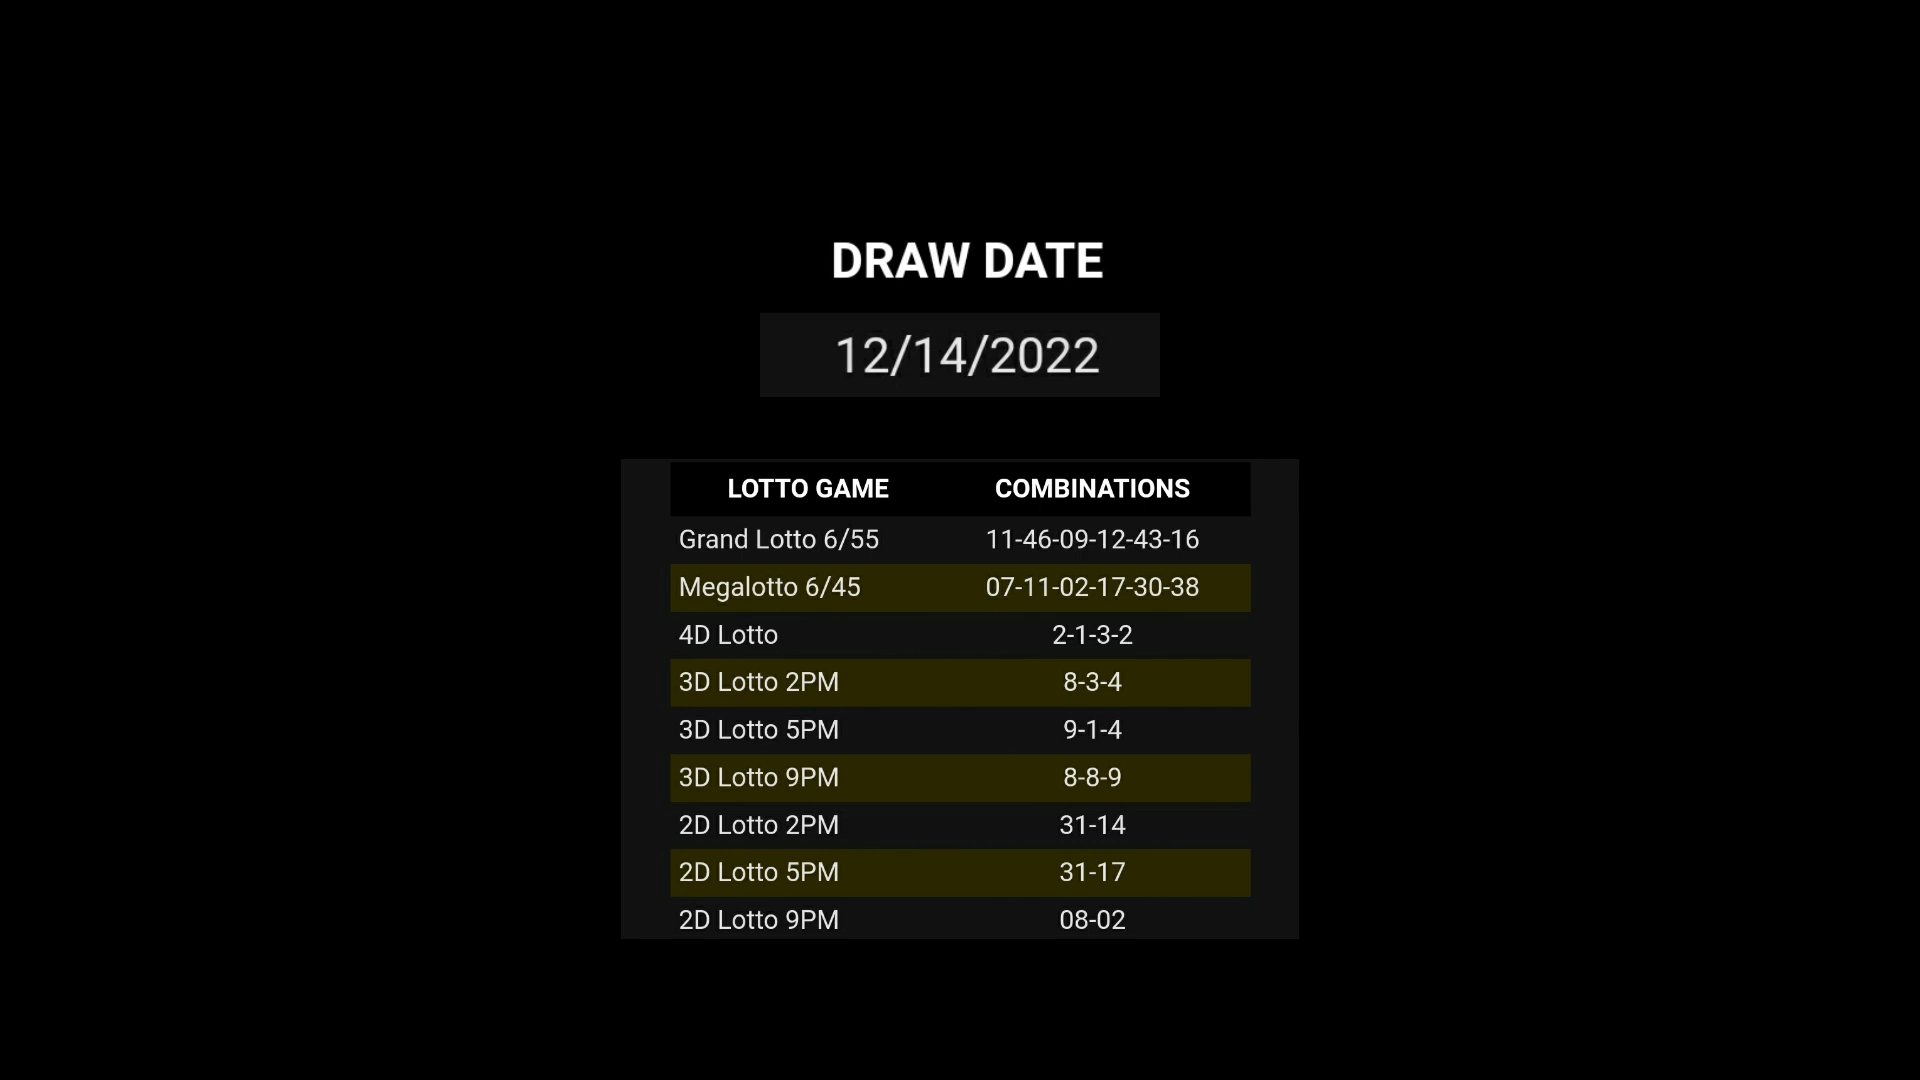 DRAW DATE
12/14/2022
LOTTO GAME COMBINATIONS
Grand Lotto 6/55 11-46-09-12-43-16
Megalotto 6/45 07-11-02-17-30-38
4D Lotto 2-1-3-2
3D Lotto 2PM 8-3-4
3D Lotto 5PM 9-1-4
3D Lotto 9PM 8-8-9
2D Lotto 2PM 31-14
2D Lotto 5PM 31-17
2D Lotto 9PM 08-02